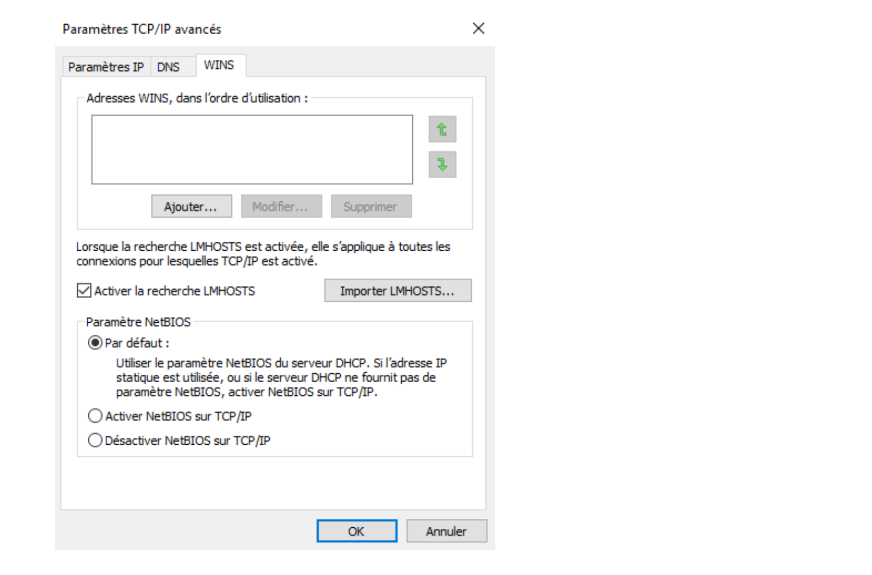 Paramètres TCP/IP avancés
Paramètres IP DNS WINS
Adresses WINS, dans l'ordre d'utilisation :
Ajouter... Modifier... Supprimer
Lorsque la recherche LMHOSTS est activée, elle s'applique à toutes les
connexions pour lesquelles TCP/IP est activé.
Activer la recherche LMHOSTS Importer LMHOSTS...
Paramètre NetBIOS
Par défaut :
Utiliser le paramètre NetBIOS du serveur DHCP. Si l'adresse IP
statique est utilisée, ou si le serveur DHCP ne fournit pas de
paramètre NetBIOS, activer NetBIOS sur TCP/IP.
Activer NetBIOS sur TCP/IP
Désactiver NetBIOS sur TCP/IP
OK Annuler